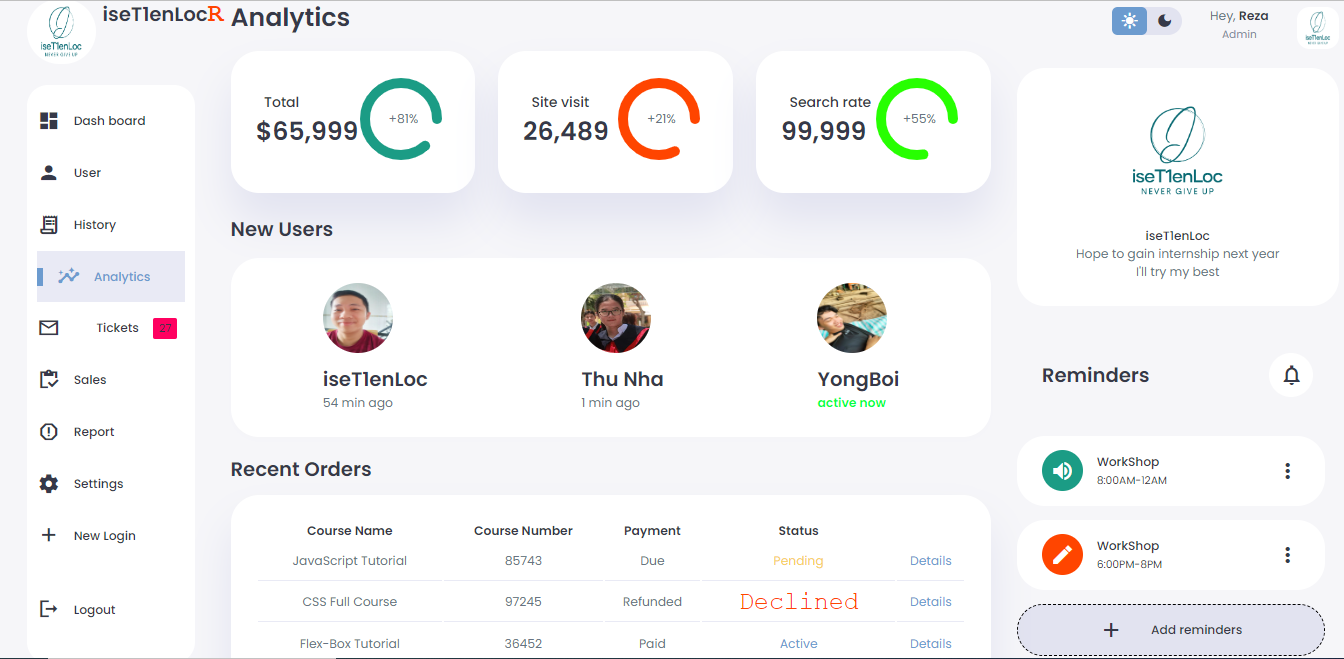 iseT1enLoc
NEVER GIVE UP
iseT1enLocR
Dash board
User
History
Analytics
Tickets 27
Sales
Report
Settings
New Login
Logout
Analytics
Total
$65,999
+81%
Site visit
26,489
+21%
Search rate
99,999
+55%
New Users
iseT1enLoc
54 min ago
Thu Nha
1 min ago
YongBoi
active now
Recent Orders
Course Name Course Number Payment Status
JavaScript Tutorial 85743 Due Pending Details
CSS Full Course 97245 Refunded Declined Details
Flex-Box Tutorial 36452 Paid Active Details
Hey, Reza
Admin
iseT1enLoc
NEVER GIVE UP
iseT1enLoc
NEVER GIVE UP
iseT1enLoc
Hope to gain internship next year
I'll try my best
Reminders
WorkShop
8:00AM-12AM
WorkShop
6:00PM-8PM
Add reminders